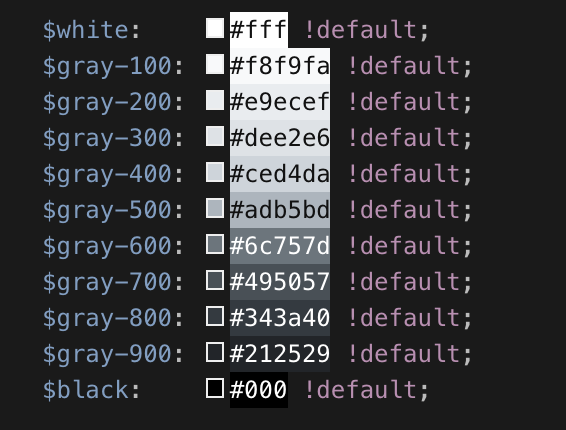 $white: #fff !default;
$gray-100: #f8f9fa !default;
$gray-200: #e9ecef !default;
$gray-300: #dee2e6 !default;
$gray-400: #ced4da !default;
$gray-500: #adb5bd !default;
$gray-600: #6c757d !default;
$gray-700: #495057 !default;
$gray-800: #343a40 !default;
$gray-900: #212529 !default;
$black: #000 !default;